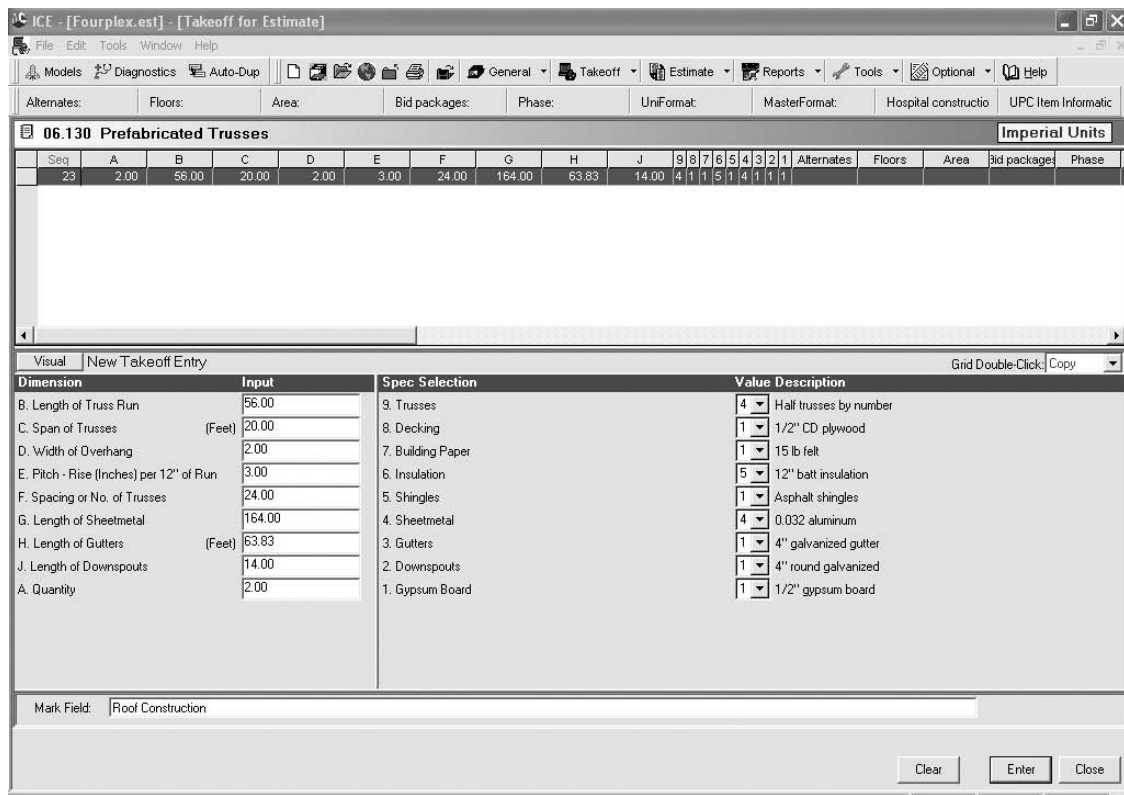 ICE - [Fourplex.est] - [Takeoff for Estimate]
File Edit Tools Window Help
Models Diagnostics Auto-Dup General Takeoff Estimate Reports Tools Optional Help
Alternates: Floors: Area: Bid packages: Phase: UniFormat: MasterFormat: Hospital constructio UPC Item Informatic
06.130 Prefabricated Trusses Imperial Units
Seq A B C D E F G H J 9 8 7 6 5 4 3 2 1 Alternates Floors Area Bid packages Phase
23 2.00 56.00 20.00 2.00 3.00 24.00 164.00 63.83 14.00 4 1 1 5 1 4 1 1 1
Visual New Takeoff Entry Grid Double-Click: Copy
Dimension Input Spec Selection Value Description
B. Length of Truss Run 56.00 9. Trusses 4 Half trusses by number
C. Span of Trusses (Feet) 20.00 8. Decking 1 1/2" CD plywood
D. Width of Overhang 2.00 7. Building Paper 1 15 lb felt
E. Pitch - Rise (Inches) per 12" of Run 3.00 6. Insulation 5 12" batt insulation
F. Spacing or No. of Trusses 24.00 5. Shingles 1 Asphalt shingles
G. Length of Sheetmetal 164.00 4. Sheetmetal 4 0.032 aluminum
H. Length of Gutters (Feet) 63.83 3. Gutters 1 4" galvanized gutter
J. Length of Downspouts 14.00 2. Downspouts 1 4" round galvanized
A. Quantity 2.00 1. Gypsum Board 1 1/2" gypsum board
Mark Field: Roof Construction
Clear Enter Close